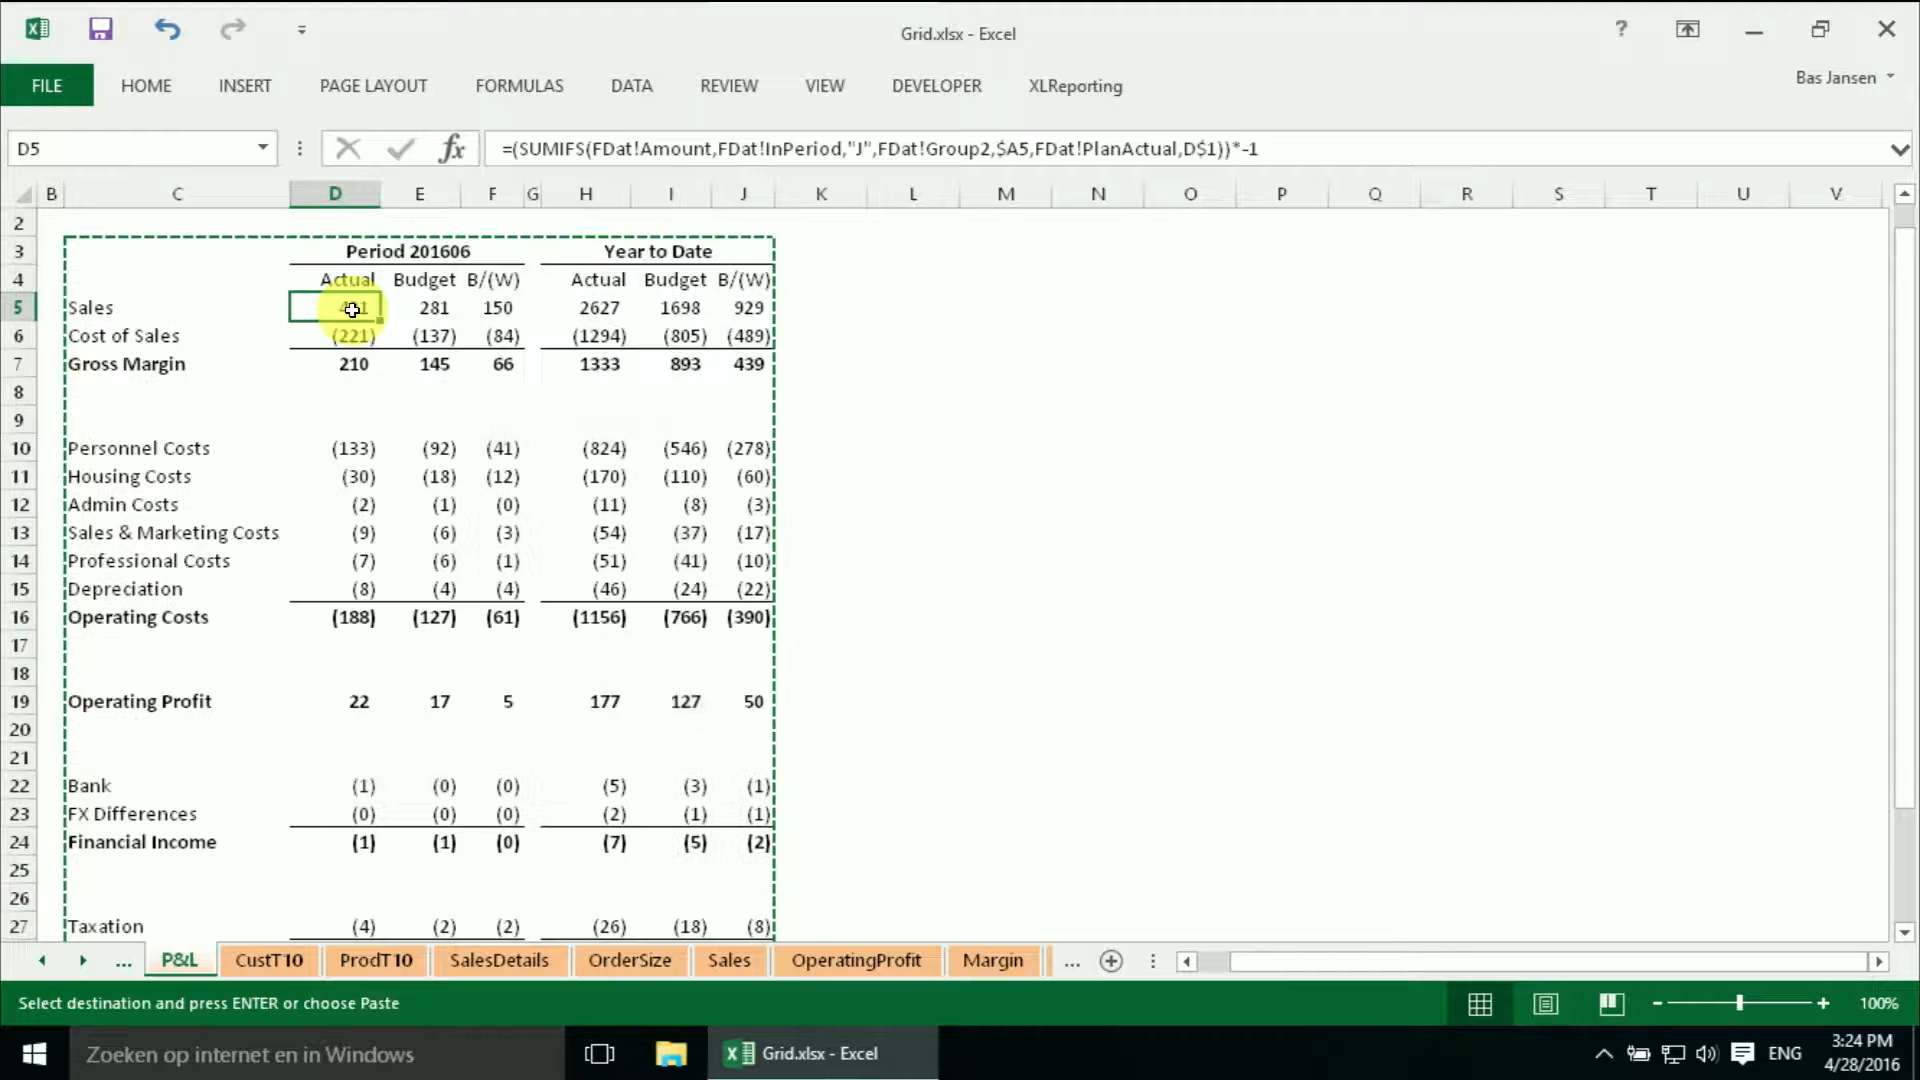 Grid.xlsx - Excel
?
Bas Jansen
FILE HOME INSERT PAGE LAYOUT FORMULAS DATA REVIEW VIEW DEVELOPER XLReporting
D5 fx =(SUMIFS(FDat!Amount,FDat!InPeriod,"J",FDat!Group2,$A5,FDat!PlanActual,D$1))*-1
B C D E F G H I J K L M N O P Q R S T U V
2
3 Period 201606 Year to Date
4 Actual Budget B/(W) Actual Budget B/(W)
5 Sales 281 150 2627 1698 929
6 Cost of Sales (221) (137) (84) (1294) (805) (489)
7 Gross Margin 210 145 66 1333 893 439
8
9
10 Personnel Costs (133) (92) (41) (824) (546) (278)
11 Housing Costs (30) (18) (12) (170) (110) (60)
12 Admin Costs (2) (1) (0) (11) (8) (3)
13 Sales & Marketing Costs (9) (6) (3) (54) (37) (17)
14 Professional Costs (7) (6) (1) (51) (41) (10)
15 Depreciation (8) (4) (4) (46) (24) (22)
16 Operating Costs (188) (127) (61) (1156) (766) (390)
17
18
19 Operating Profit 22 17 5 177 127 50
20
21
22 Bank (1) (0) (0) (5) (3) (1)
23 FX Differences (0) (0) (0) (2) (1) (1)
24 Financial Income (1) (1) (0) (7) (5) (2)
25
26
27 Taxation (4) (2) (2) (26) (18) (8)
... P&L CustT10 ProdT10 SalesDetails OrderSize Sales OperatingProfit Margin ...
Select destination and press ENTER or choose Paste 100%
Zoeken op internet en in Windows Grid.xlsx - Excel ENG 3:24 PM
4/28/2016